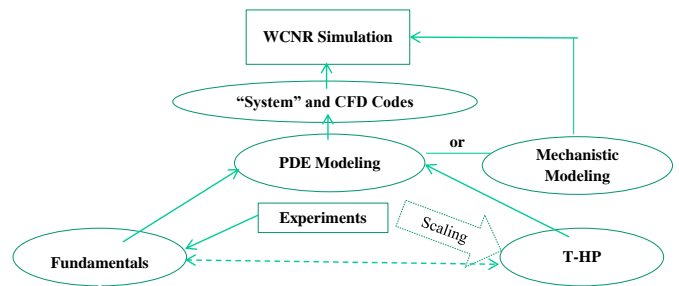 WCNR Simulation
“System” and CFD Codes
or
PDE Modeling
Mechanistic
Modeling
Experiments
Scaling
Fundamentals
T-HP